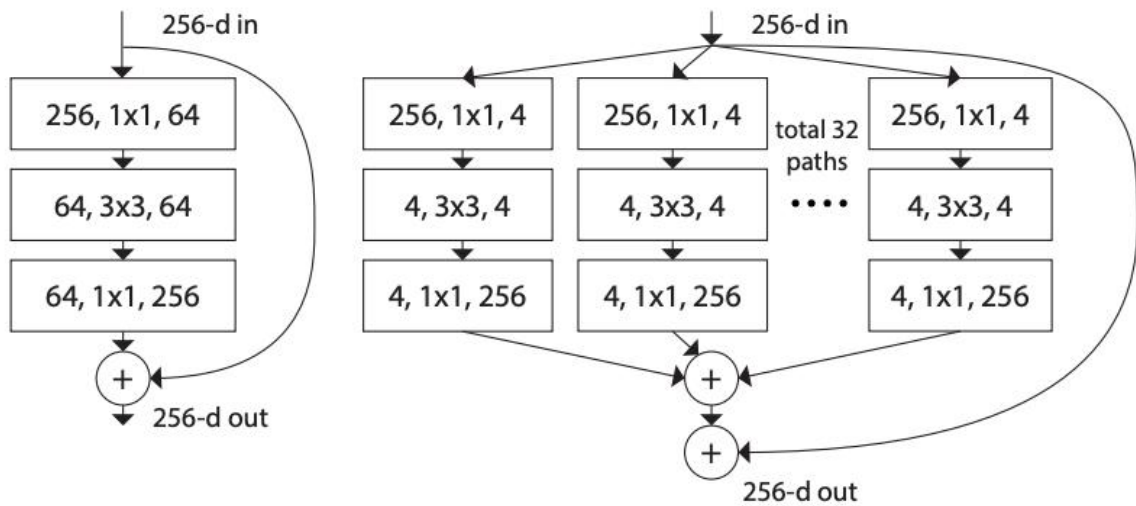 256-d in
256, 1x1, 64
64, 3x3, 64
64, 1x1, 256
+
256-d out
256-d in
256, 1x1, 4
256, 1x1, 4
total 32
paths
256, 1x1, 4
4, 3x3, 4
4, 3x3, 4
....
4, 3x3, 4
4, 1x1, 256
4, 1x1, 256
4, 1x1, 256
+
+
256-d out